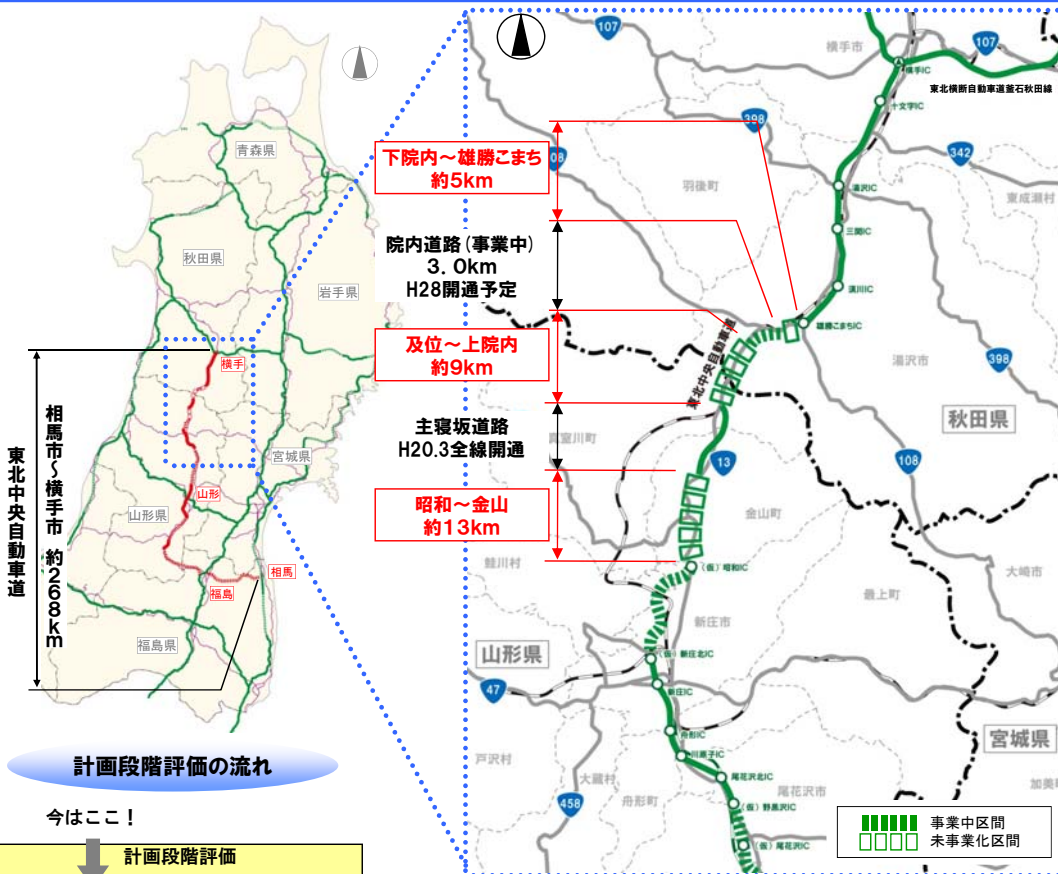 青森県
秋田県
岩手県
横手
宮城県
山形
山形県
相馬
福島
福島県
東北中央自動車道
相馬市～横手市 約268km
計画段階評価の流れ
今はここ！
計画段階評価
下院内～雄勝こまち
約5km
院内道路(事業中)
3.0km
H28開通予定
及位～上院内
約9km
主寝坂道路
H20.3全線開通
昭和～金山
約13km
107
横手市
107
横手IC
東北横断自動車道釜石秋田線
十文字IC
398
342
08
羽後町
湯沢IC
東成瀬村
三関IC
須川IC
雄勝こまちIC
東北中央自動車道
湯沢市
398
秋田県
真室川町
13
108
金山町
鮭川村
(仮)昭和IC
大崎市
最上町
新庄市
山形県
(仮)新庄北IC
47
新庄IC
舟形IC
宮城県
戸沢村
川原子IC
大蔵村
尾花沢北IC
尾花沢市
加美町
458
舟形町
(仮)野黒沢IC
(仮)尾花沢IC
事業中区間
未事業化区間